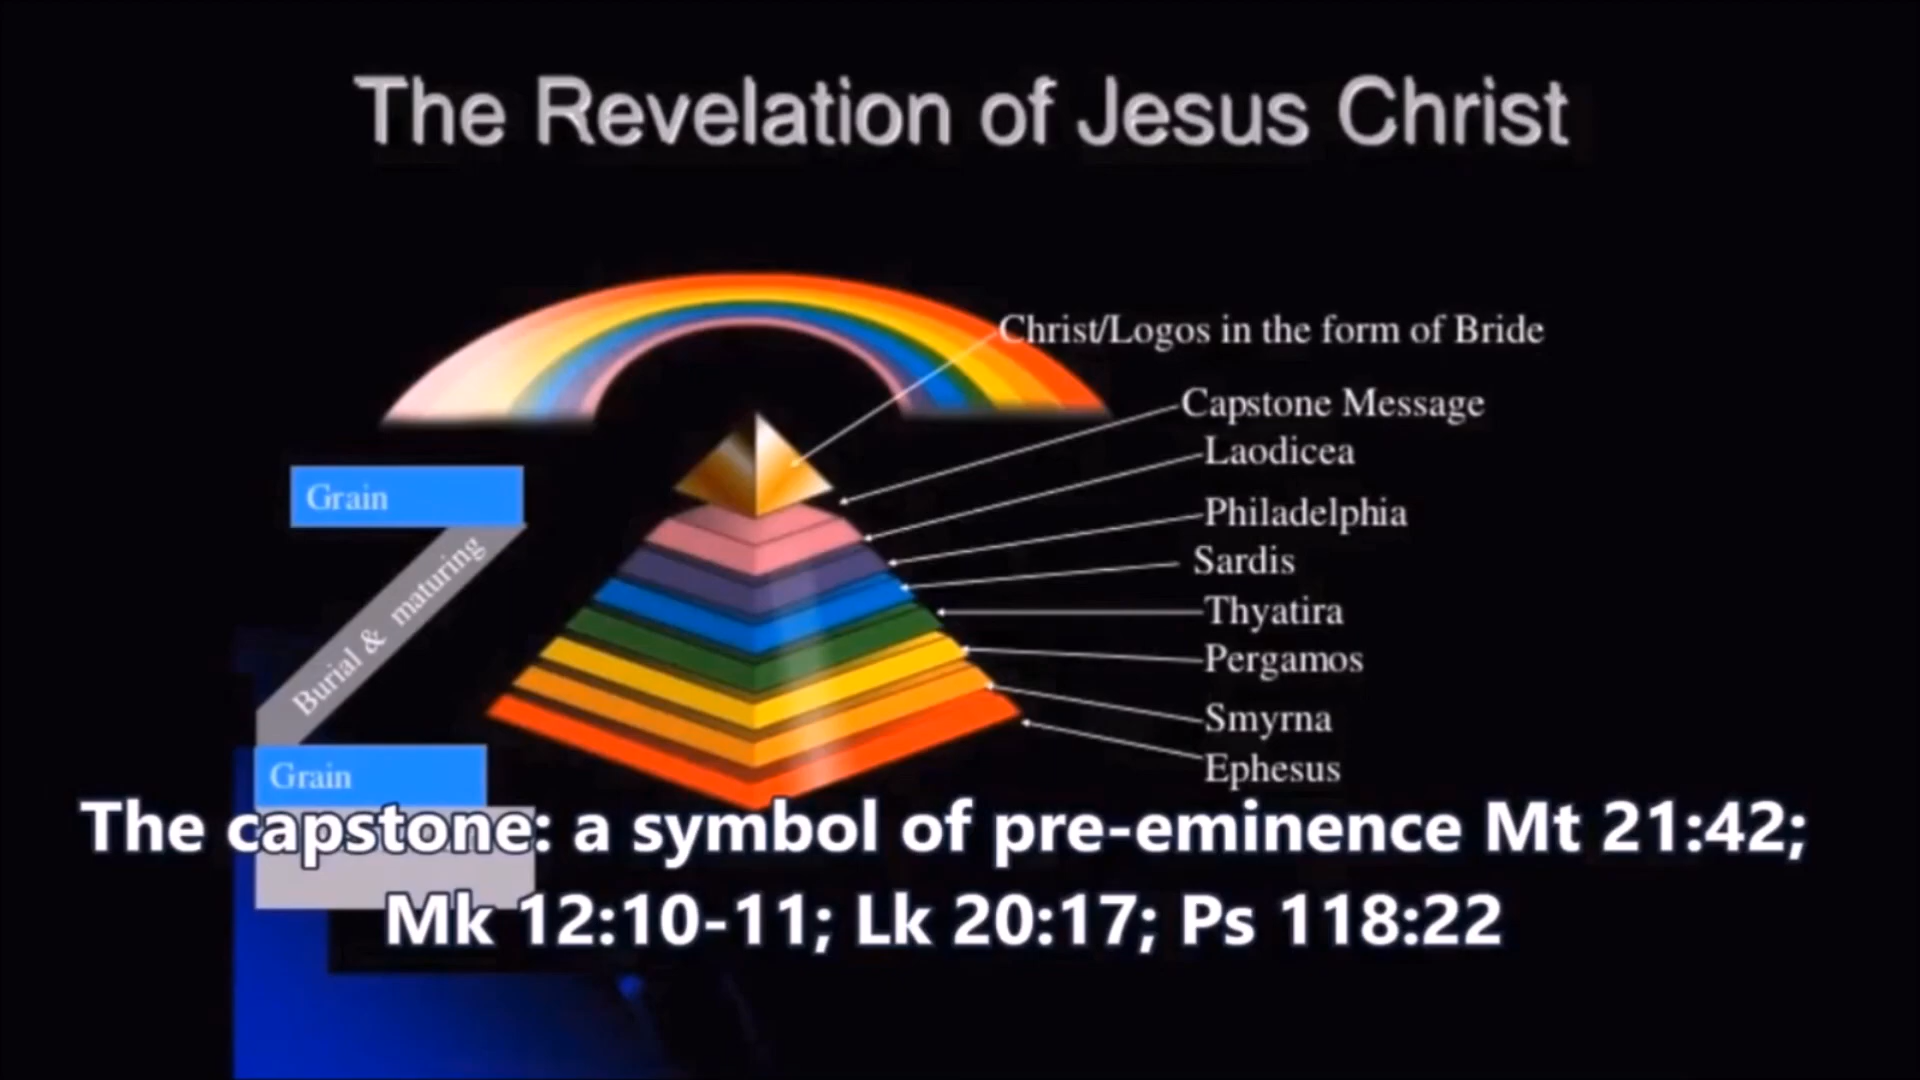 The Revelation of Jesus Christ
Christ/Logos in the form of Bride
Capstone Message
Laodicea
Philadelphia
Sardis
Thyatira
Pergamos
Smyrna
Ephesus
Grain
Burial & maturing
Grain
The capstone: a symbol of pre-eminence Mt 21:42;
Mk 12:10-11; Lk 20:17; Ps 118:22